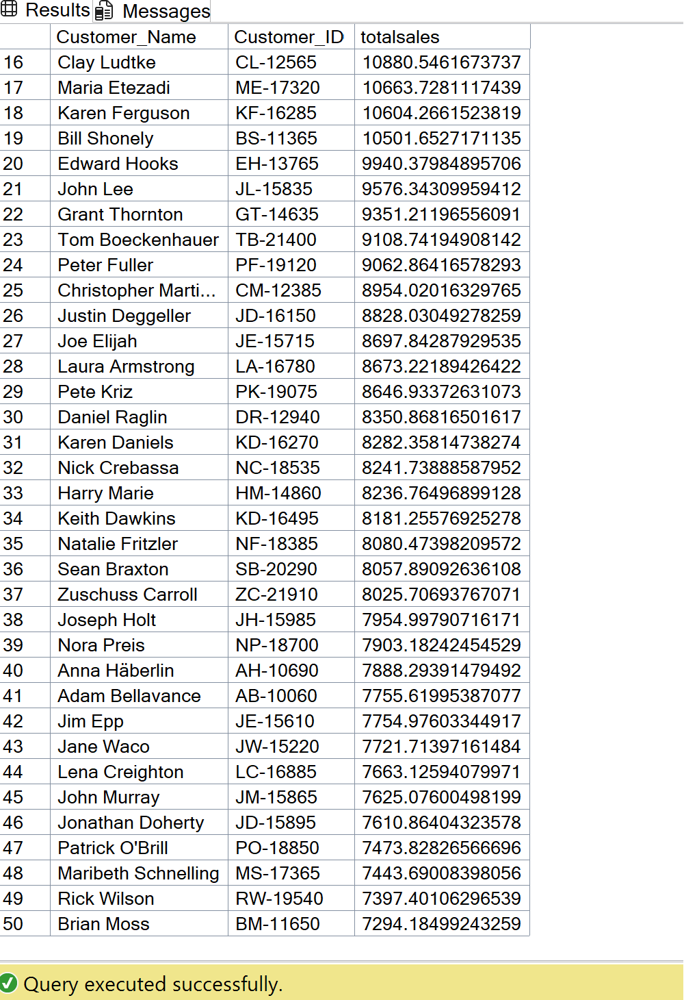 Results Messages
Customer_Name Customer_ID totalsales
16 Clay Ludtke CL-12565 10880.5461673737
17 Maria Etezadi ME-17320 10663.7281117439
18 Karen Ferguson KF-16285 10604.2661523819
19 Bill Shonely BS-11365 10501.6527171135
20 Edward Hooks EH-13765 9940.37984895706
21 John Lee JL-15835 9576.34309959412
22 Grant Thornton GT-14635 9351.21196556091
23 Tom Boeckenhauer TB-21400 9108.74194908142
24 Peter Fuller PF-19120 9062.86416578293
25 Christopher Marti... CM-12385 8954.02016329765
26 Justin Deggeller JD-16150 8828.03049278259
27 Joe Elijah JE-15715 8697.84287929535
28 Laura Armstrong LA-16780 8673.22189426422
29 Pete Kriz PK-19075 8646.93372631073
30 Daniel Raglin DR-12940 8350.86816501617
31 Karen Daniels KD-16270 8282.35814738274
32 Nick Crebassa NC-18535 8241.73888587952
33 Harry Marie HM-14860 8236.76496899128
34 Keith Dawkins KD-16495 8181.25576925278
35 Natalie Fritzler NF-18385 8080.47398209572
36 Sean Braxton SB-20290 8057.89092636108
37 Zuschuss Carroll ZC-21910 8025.70693767071
38 Joseph Holt JH-15985 7954.99790716171
39 Nora Preis NP-18700 7903.18242454529
40 Anna Häberlin AH-10690 7888.29391479492
41 Adam Bellavance AB-10060 7755.61995387077
42 Jim Epp JE-15610 7754.97603344917
43 Jane Waco JW-15220 7721.71397161484
44 Lena Creighton LC-16885 7663.12594079971
45 John Murray JM-15865 7625.07600498199
46 Jonathan Doherty JD-15895 7610.86404323578
47 Patrick O'Brill PO-18850 7473.82826566696
48 Maribeth Schnelling MS-17365 7443.69008398056
49 Rick Wilson RW-19540 7397.40106296539
50 Brian Moss BM-11650 7294.18499243259
Query executed successfully.